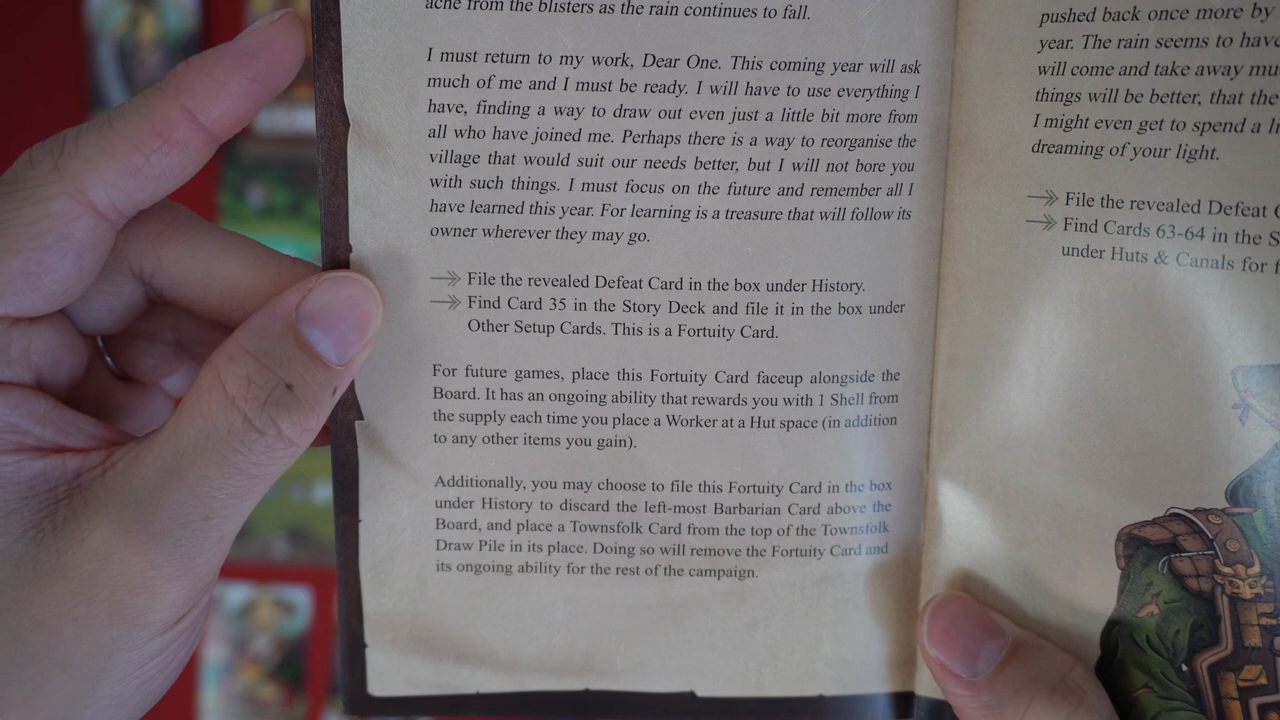 ache from the blisters as the rain continues to fall.
I must return to my work, Dear One. This coming year will ask
much of me and I must be ready. I will have to use everything I
have, finding a way to draw out even just a little bit more from
all who have joined me. Perhaps there is a way to reorganise the
village that would suit our needs better, but I will not bore you
with such things. I must focus on the future and remember all I
have learned this year. For learning is a treasure that will follow its
owner wherever they may go.
File the revealed Defeat Card in the box under History.
Find Card 35 in the Story Deck and file it in the box under
Other Setup Cards. This is a Fortuity Card.
For future games, place this Fortuity Card faceup alongside the
Board. It has an ongoing ability that rewards you with 1 Shell from
the supply each time you place a Worker at a Hut space (in addition
to any other items you gain).
Additionally, you may choose to file this Fortuity Card in the box
under History to discard the left-most Barbarian Card above the
Board, and place a Townsfolk Card from the top of the Townsfolk
Draw Pile in its place. Doing so will remove the Fortuity Card and
its ongoing ability for the rest of the campaign.
pushed back once more by
year. The rain seems to have
will come and take away
things will be better, that the
I might even get to spend a
dreaming of your light.
File the revealed Defeat
Find Cards 63-64 in the
under Huts & Canals for